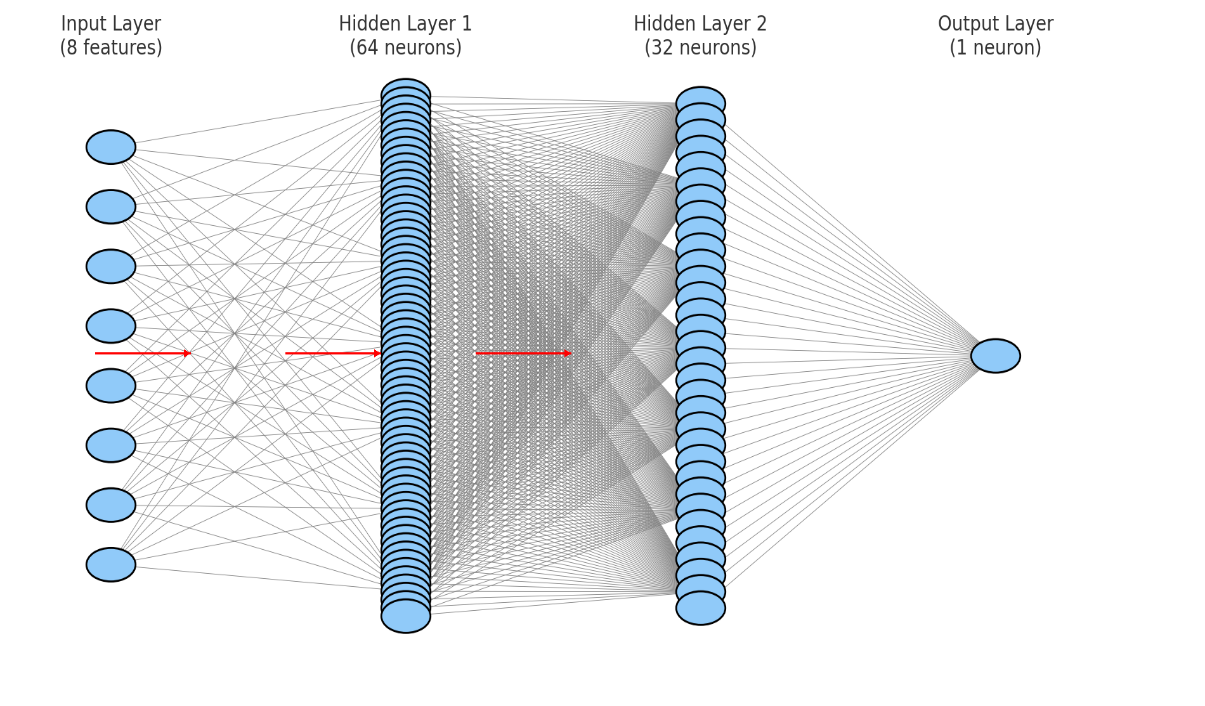 Input Layer
(8 features)
Hidden Layer 1
(64 neurons)
Hidden Layer 2
(32 neurons)
Output Layer
(1 neuron)